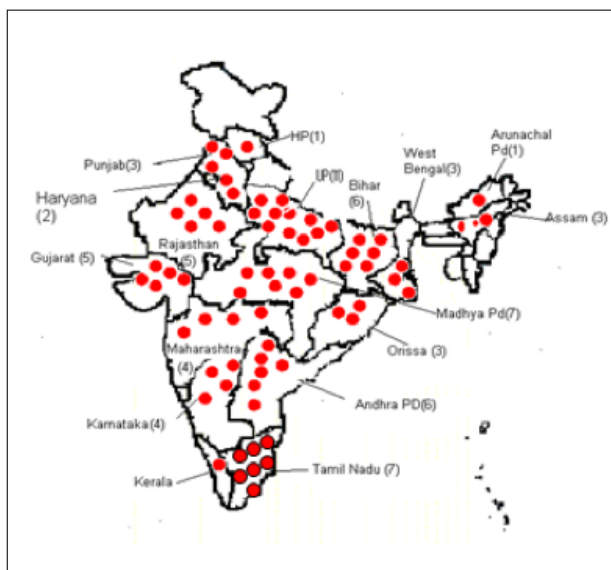 HP(1)
Punjab(3)
Arunachal
Pd(1)
West
Bengal(3)
UP(11)
Bihar
(6)
Haryana
(2)
Assam (3)
Rajasthan
(5)
Gujarat (5)
Madhya Pd(7)
Maharashtra
(4)
Orissa (3)
Andhra PD(6)
Karnataka(4)
Kerala
Tamil Nadu (7)